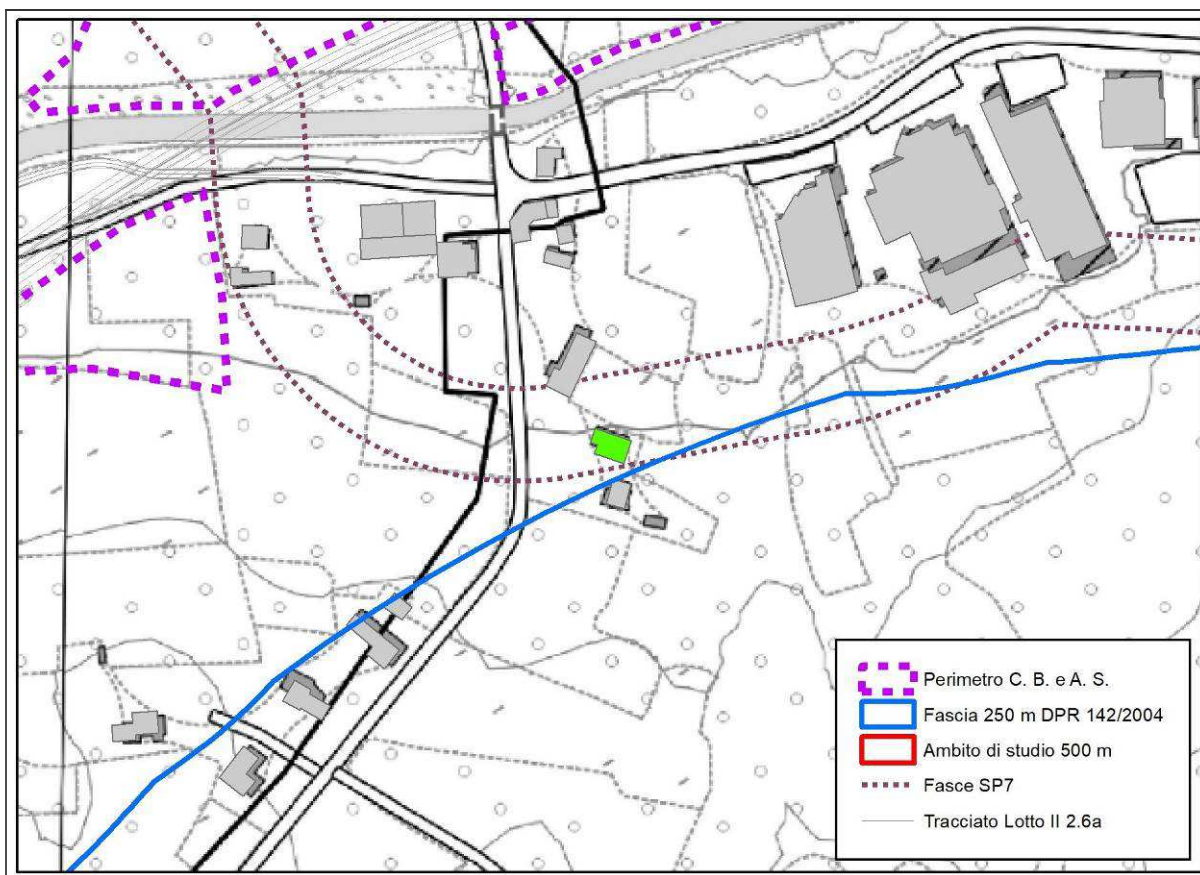 Perimetro C. B. e A. S.
Fascia 250 m DPR 142/2004
Ambito di studio 500 m
Fasce SP7
Tracciato Lotto II 2.6a